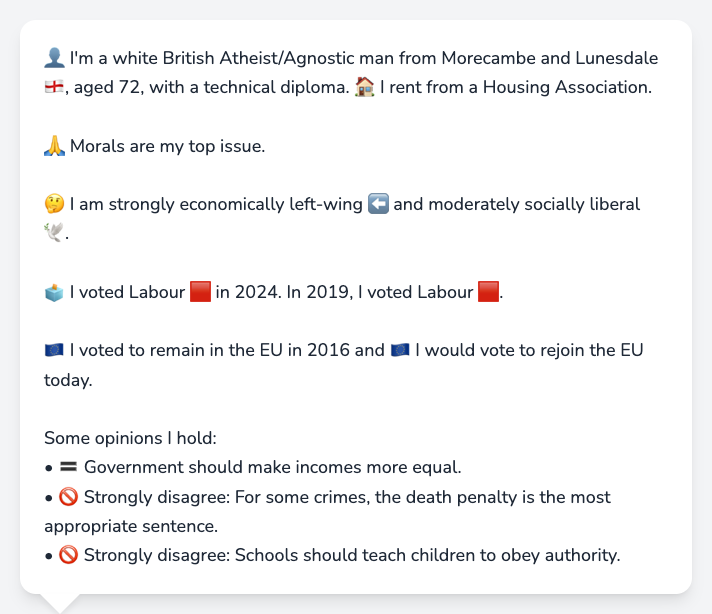 👤 I'm a white British Atheist/Agnostic man from Morecambe and Lunesdale
🏴󠁧󠁢󠁥󠁮󠁧󠁿, aged 72, with a technical diploma. 🏠 I rent from a Housing Association.
🙏 Morals are my top issue.
🤔 I am strongly economically left-wing ⬅️ and moderately socially liberal
🕊️.
🗳️ I voted Labour 🟥 in 2024. In 2019, I voted Labour 🟥.
🇪🇺 I voted to remain in the EU in 2016 and 🇪🇺 I would vote to rejoin the EU
today.
Some opinions I hold:
• 🟰 Government should make incomes more equal.
• 🚫 Strongly disagree: For some crimes, the death penalty is the most
appropriate sentence.
• 🚫 Strongly disagree: Schools should teach children to obey authority.